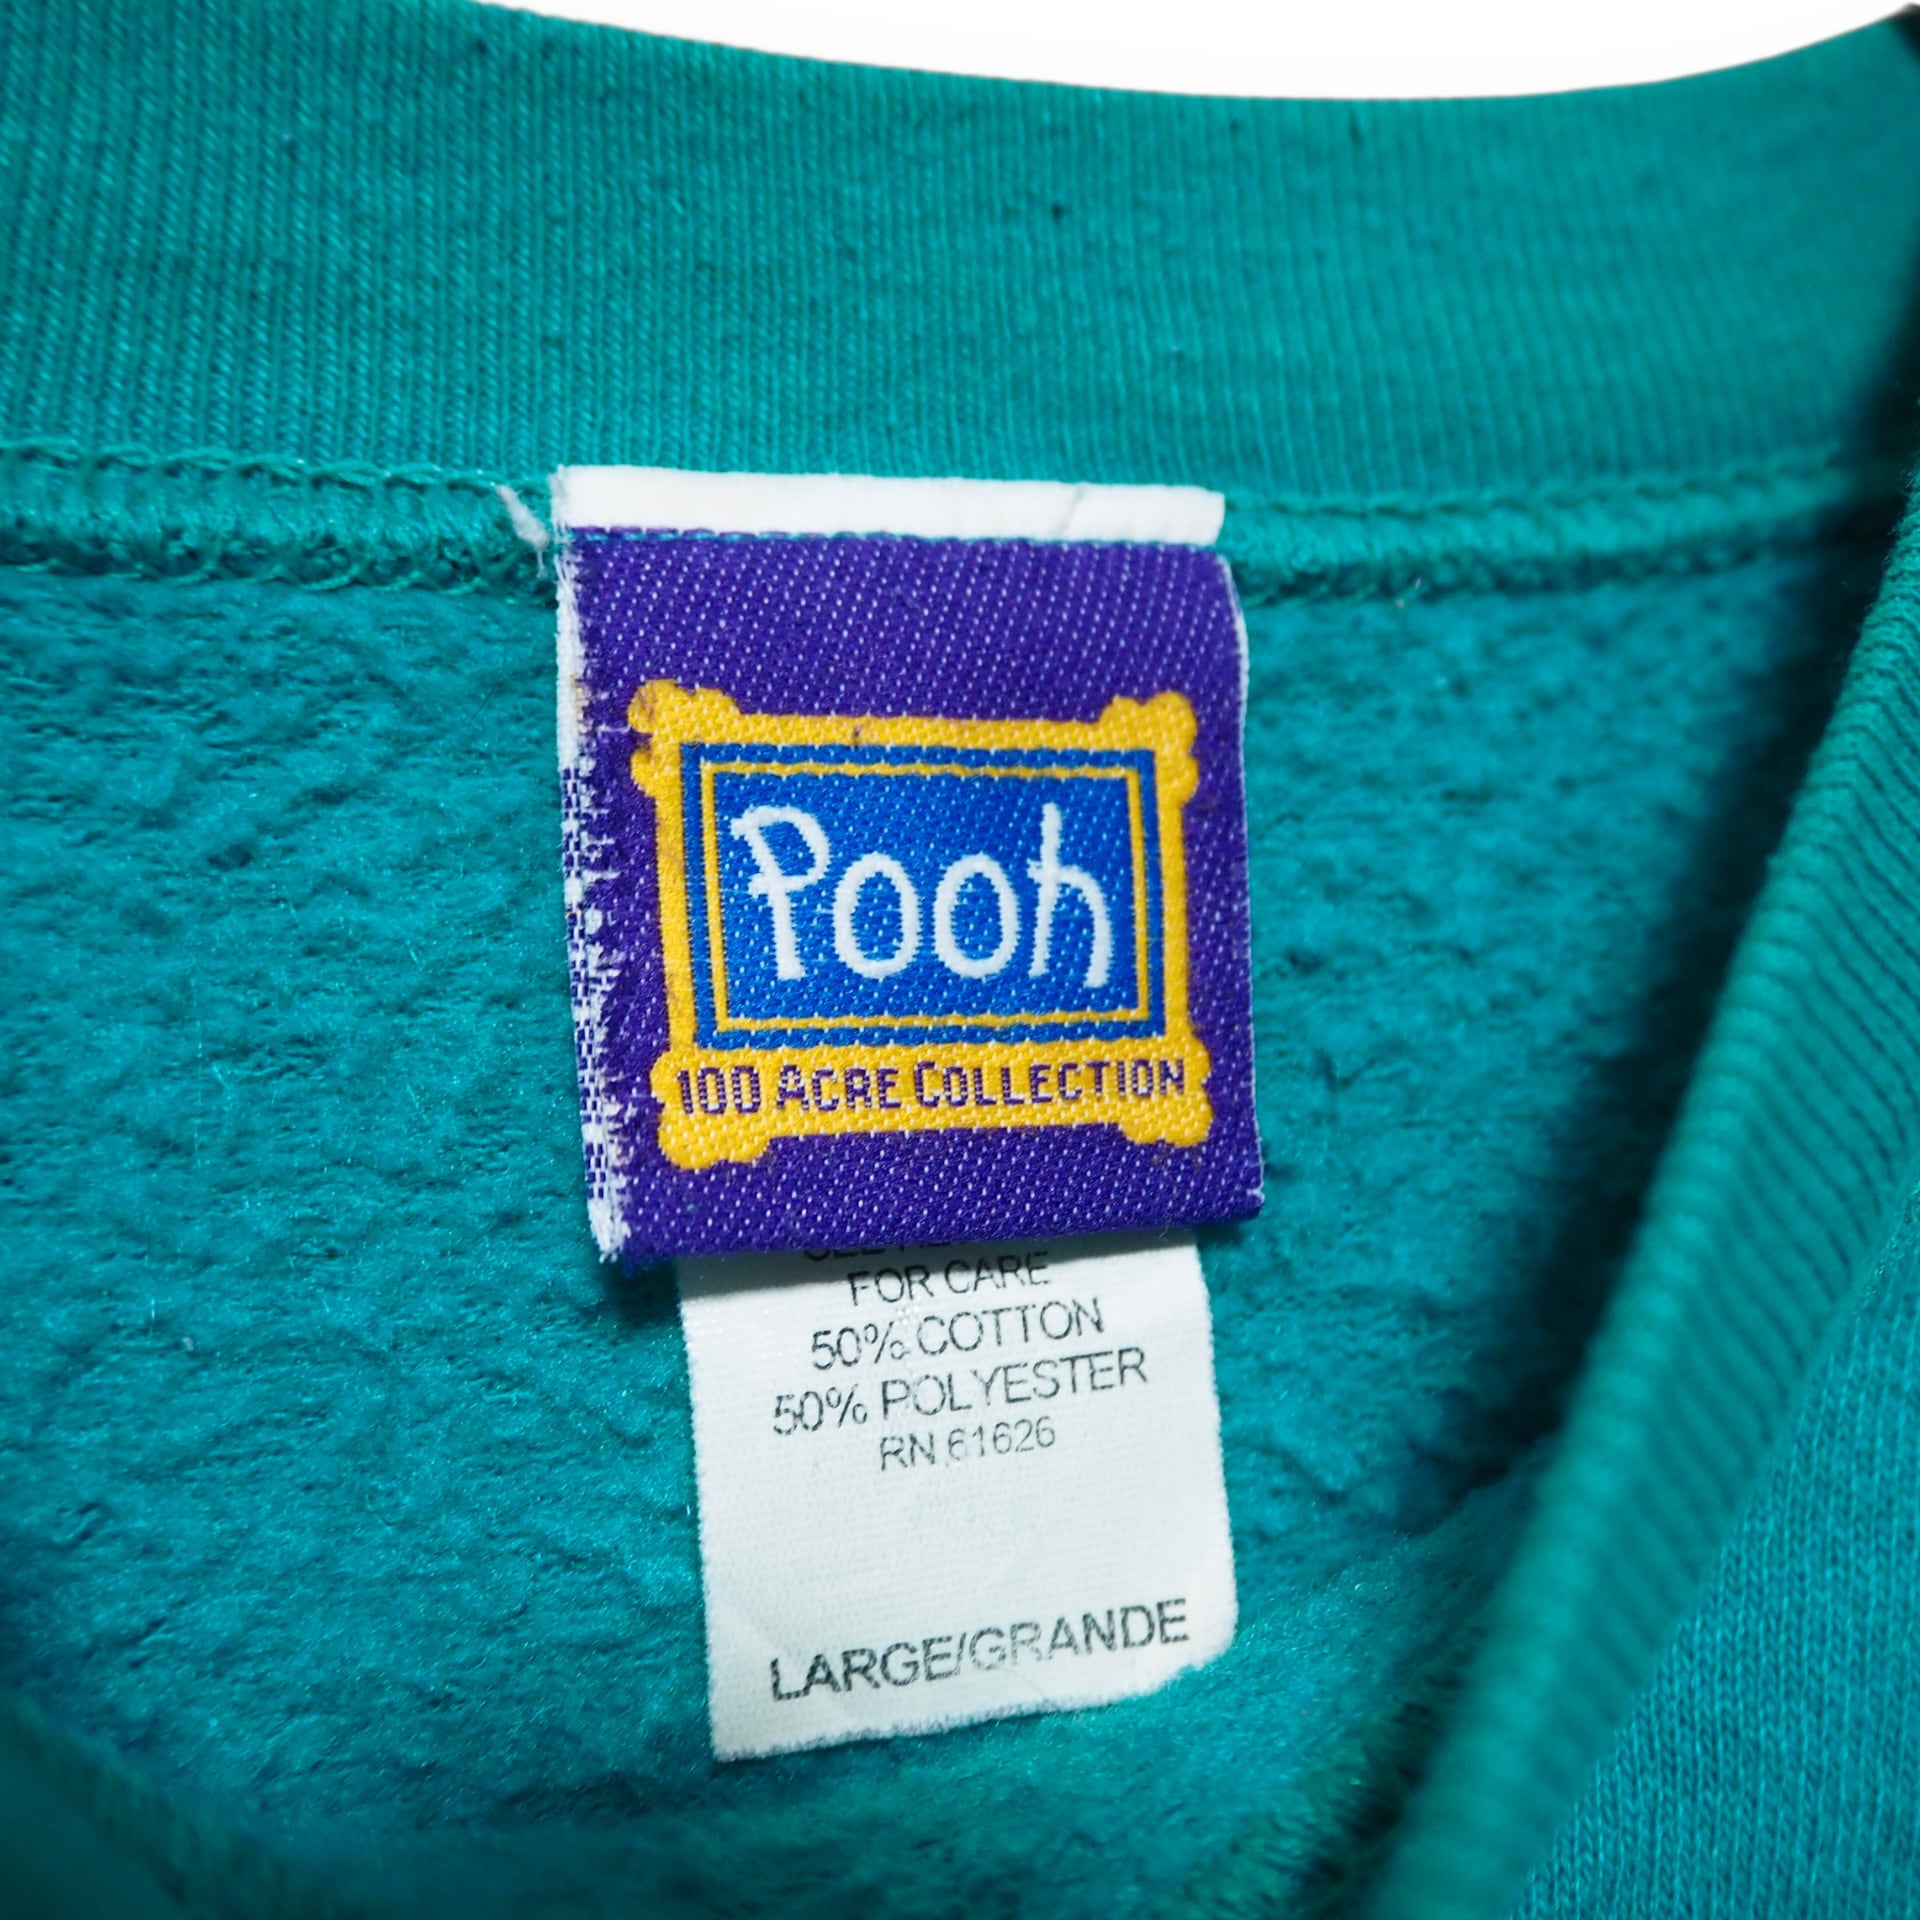 Pooh
100 ACRE COLLECTION
FOR CARE
50% COTTON
50% POLYESTER
RN 61626
LARGE/GRANDE